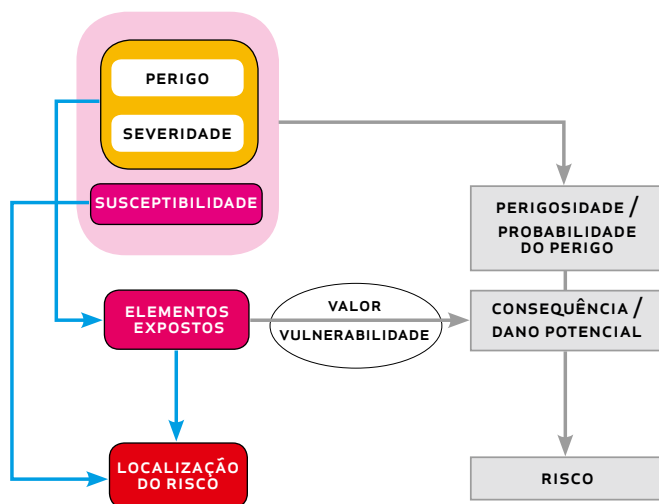 PERIGO
SEVERIDADE
SUSCEPTIBILIDADE
PERIGOSIDADE /
PROBABILIDADE
DO PERIGO
ELEMENTOS
EXPOSTOS
VALOR
VULNERABILIDADE
CONSEQUÊNCIA /
DANO POTENCIAL
LOCALIZAÇÃO
DO RISCO
RISCO